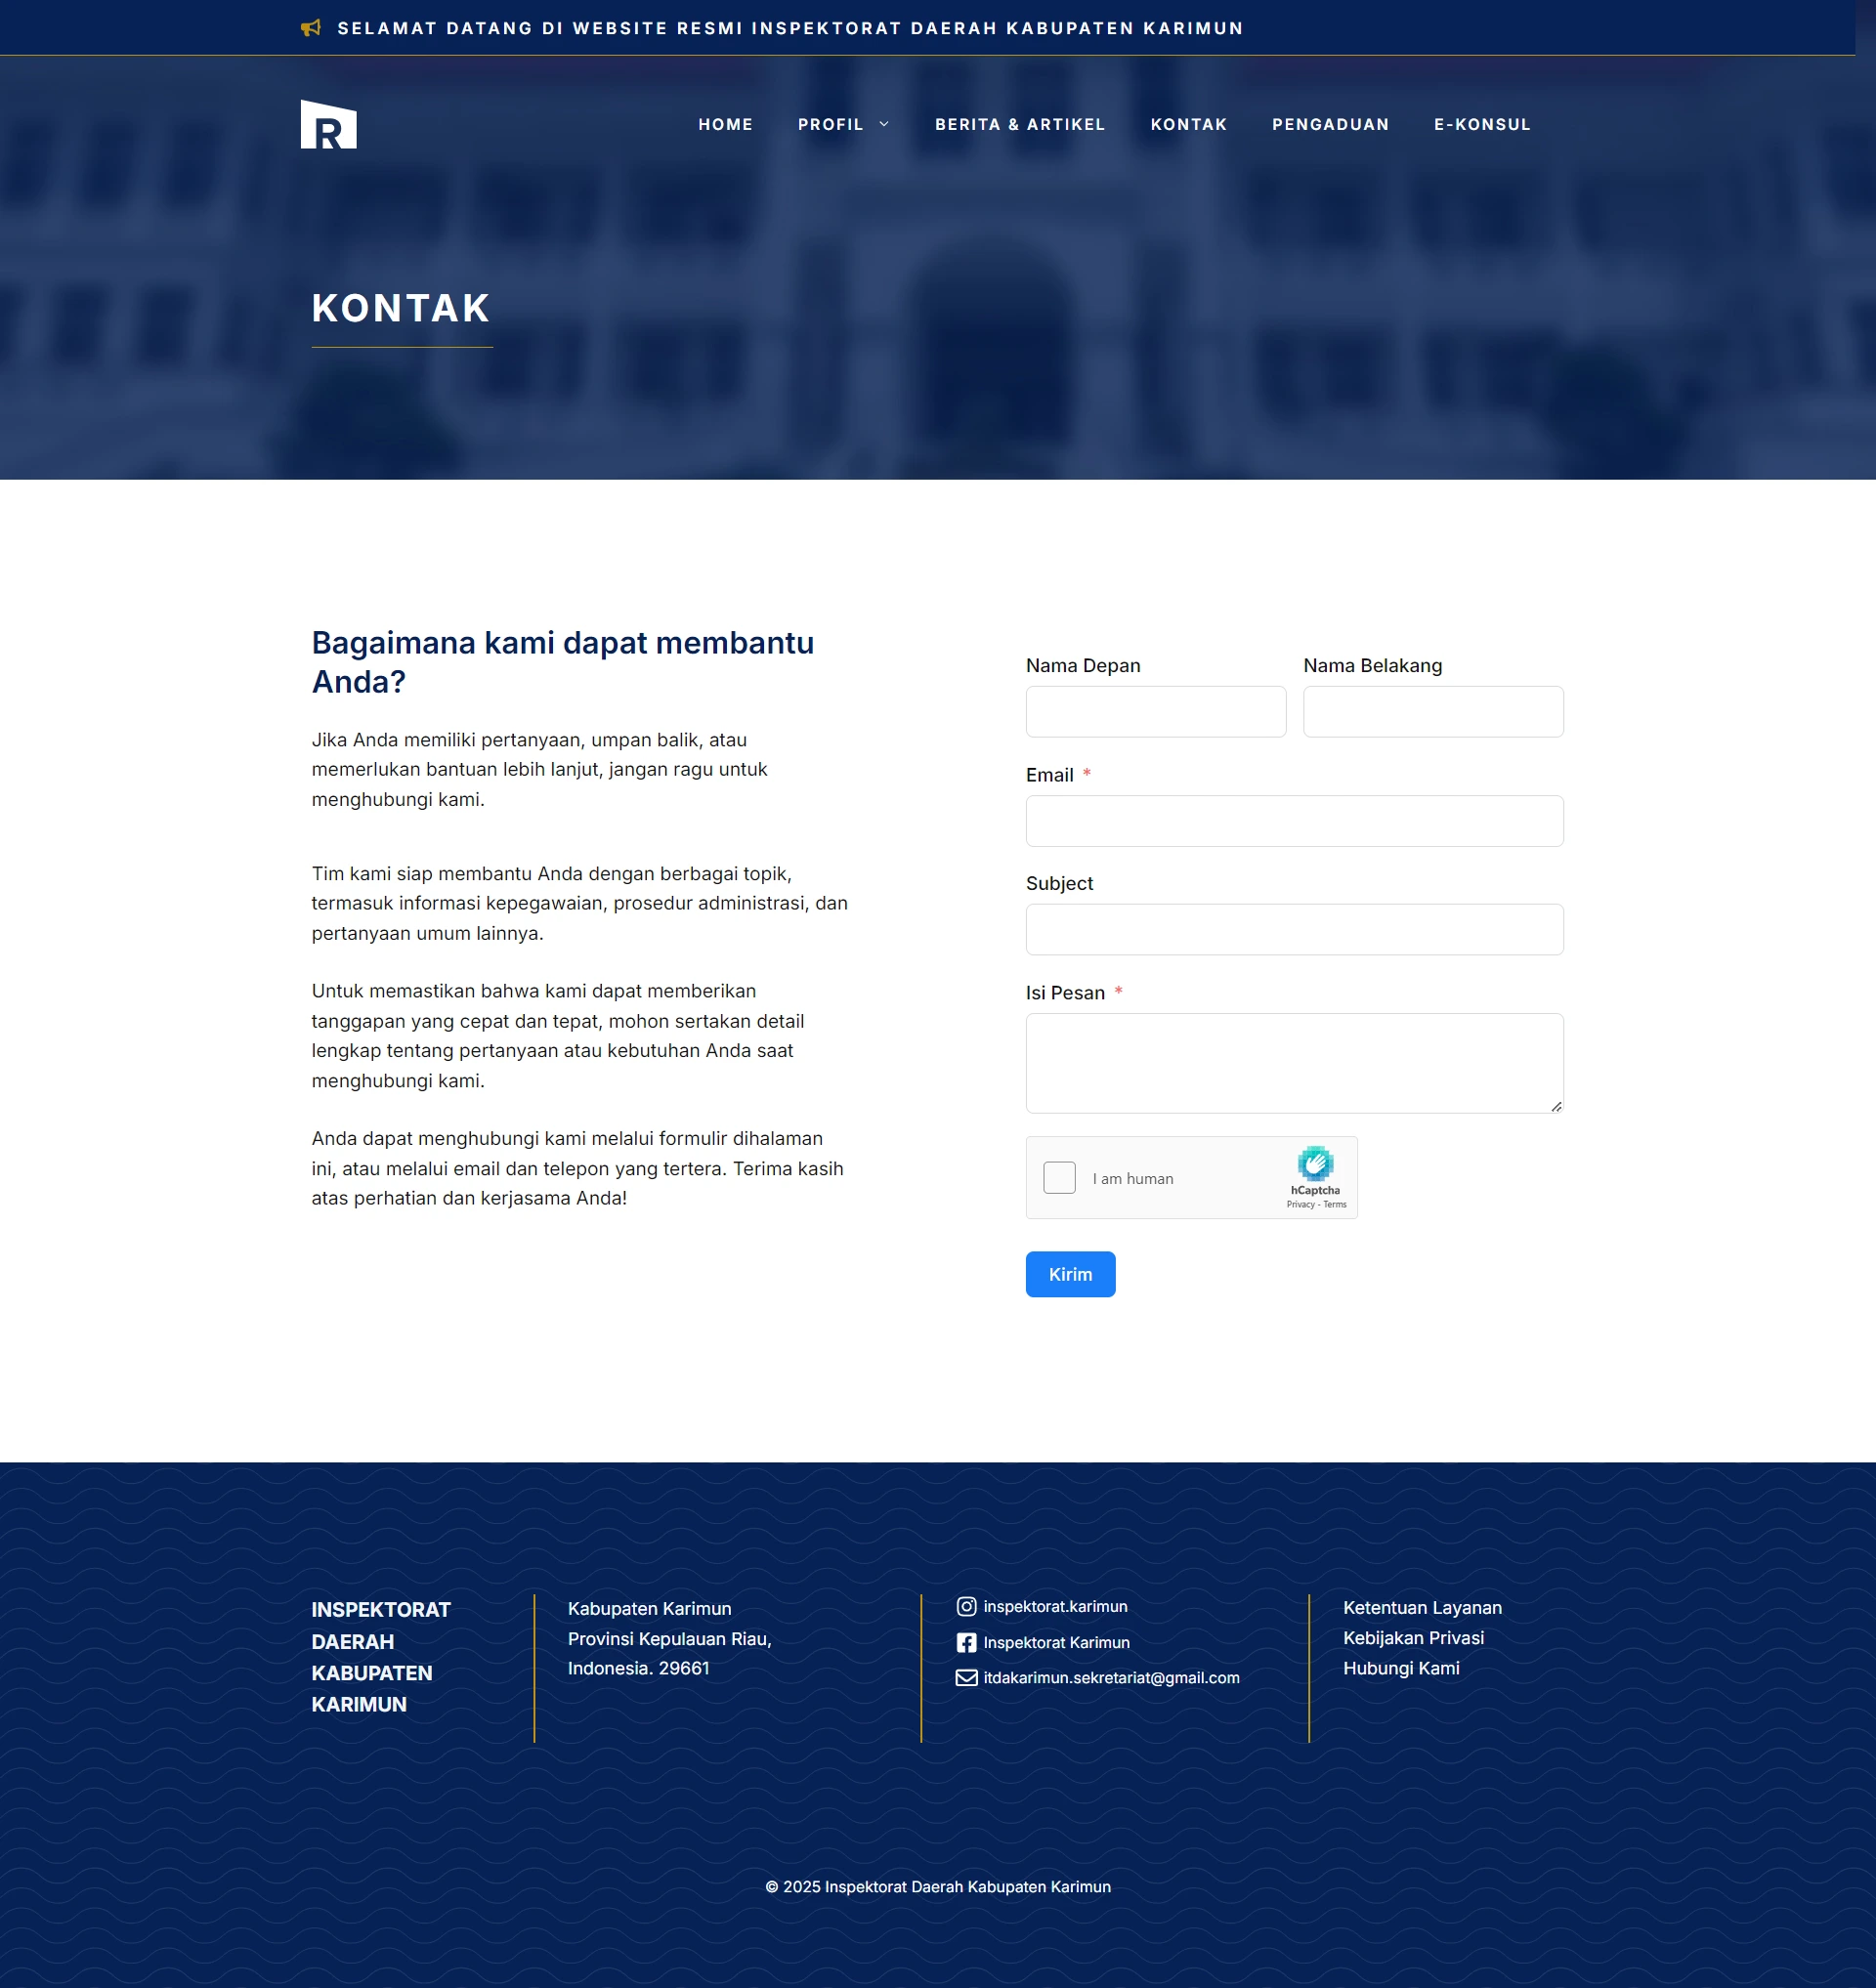 SELAMAT DATANG DI WEBSITE RESMI INSPEKTORAT DAERAH KABUPATEN KARIMUN
R
HOME PROFIL BERITA & ARTIKEL KONTAK PENGADUAN E-KONSUL
KONTAK
Bagaimana kami dapat membantu
Anda?
Jika Anda memiliki pertanyaan, umpan balik, atau
memerlukan bantuan lebih lanjut, jangan ragu untuk
menghubungi kami.
Tim kami siap membantu Anda dengan berbagai topik,
termasuk informasi kepegawaian, prosedur administrasi, dan
pertanyaan umum lainnya.
Untuk memastikan bahwa kami dapat memberikan
tanggapan yang cepat dan tepat, mohon sertakan detail
lengkap tentang pertanyaan atau kebutuhan Anda saat
menghubungi kami.
Anda dapat menghubungi kami melalui formulir dihalaman
ini, atau melalui email dan telepon yang tertera. Terima kasih
atas perhatian dan kerjasama Anda!
Nama Depan Nama Belakang
Email *
Subject
Isi Pesan *
I am human
hCaptcha
Privacy - Terms
Kirim
INSPEKTORAT
DAERAH
KABUPATEN
KARIMUN
Kabupaten Karimun
Provinsi Kepulauan Riau,
Indonesia. 29661
inspektorat.karimun
Inspektorat Karimun
itdakarimun.sekretariat@gmail.com
Ketentuan Layanan
Kebijakan Privasi
Hubungi Kami
© 2025 Inspektorat Daerah Kabupaten Karimun